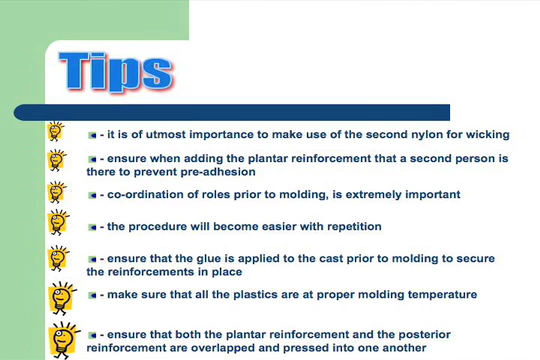 Tips
- it is of utmost importance to make use of the second nylon for wicking
- ensure when adding the plantar reinforcement that a second person is
there to prevent pre-adhesion
- co-ordination of roles prior to molding, is extremely important
- the procedure will become easier with repetition
- ensure that the glue is applied to the cast prior to molding to secure
the reinforcements in place
- make sure that all the plastics are at proper molding temperature
- ensure that both the plantar reinforcement and the posterior
reinforcement are overlapped and pressed into one another